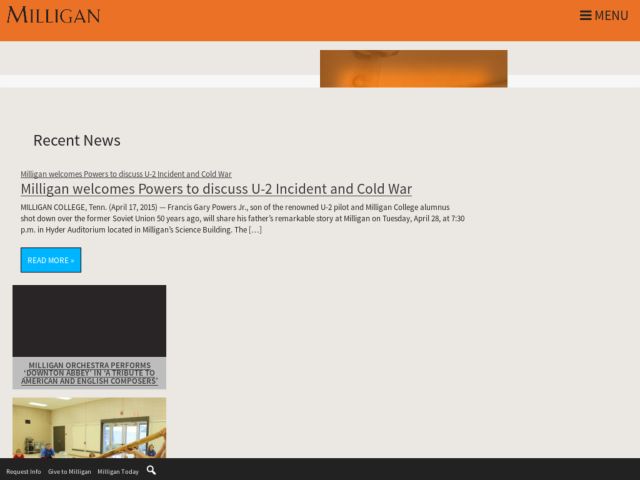 MILLIGAN
MENU
Recent News
Milligan welcomes Powers to discuss U-2 Incident and Cold War
Milligan welcomes Powers to discuss U-2 Incident and Cold War
MILLIGAN COLLEGE, Tenn. (April 17, 2015) — Francis Gary Powers Jr., son of the renowned U-2 pilot and Milligan College alumnus
shot down over the former Soviet Union 50 years ago, will share his father's remarkable story at Milligan on Tuesday, April 28, at 7:30
p.m. in Hyder Auditorium located in Milligan's Science Building. The […]
READ MORE »
MILLIGAN ORCHESTRA PERFORMS
'DOWNTON ABBEY' IN 'A TRIBUTE TO
AMERICAN AND ENGLISH COMPOSERS'
Request Info Give to Milligan Milligan Today